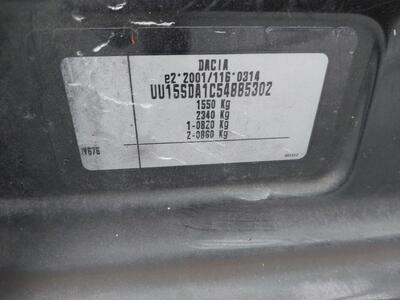 DACIA
e2*2001/116*0314
UU15SDA1C54885302
1550 Kg
2340 Kg
1-0820 Kg
2-0860 Kg